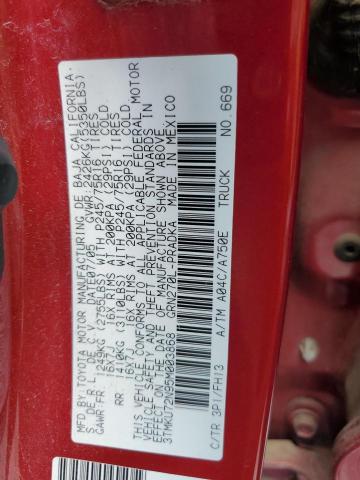 MFD.BY:TOYOTA MOTOR MANUFACTURING DE BAJA CALIFORNIA,
S. DE R.L. DE C.V. DATE:07/05 GVWR: 2426KG(5350LBS)
GAWR:FR: 1249KG (2755LBS) WITH P245/75R16 TIRES
16X7J 16X RIMS AT 200KPA (29PSI) COLD
RR: 1410KG (3110LBS) WITH P245/75R16 TIRES
16X7J 16X RIMS AT 200KPA (29PSI) COLD
THIS VEHICLE CONFORMS TO ALL APPLICABLE FEDERAL MOTOR
VEHICLE SAFETY AND THEFT PREVENTION STANDARDS IN
EFFECT ON THE DATE OF MANUFACTURE SHOWN ABOVE.
3TMKU72N95M003868
GRN270L-PRADKA MADE IN MEXICO
C/TR 3P1/FH13 A/TM A04C/A750E TRUCK
NO.669